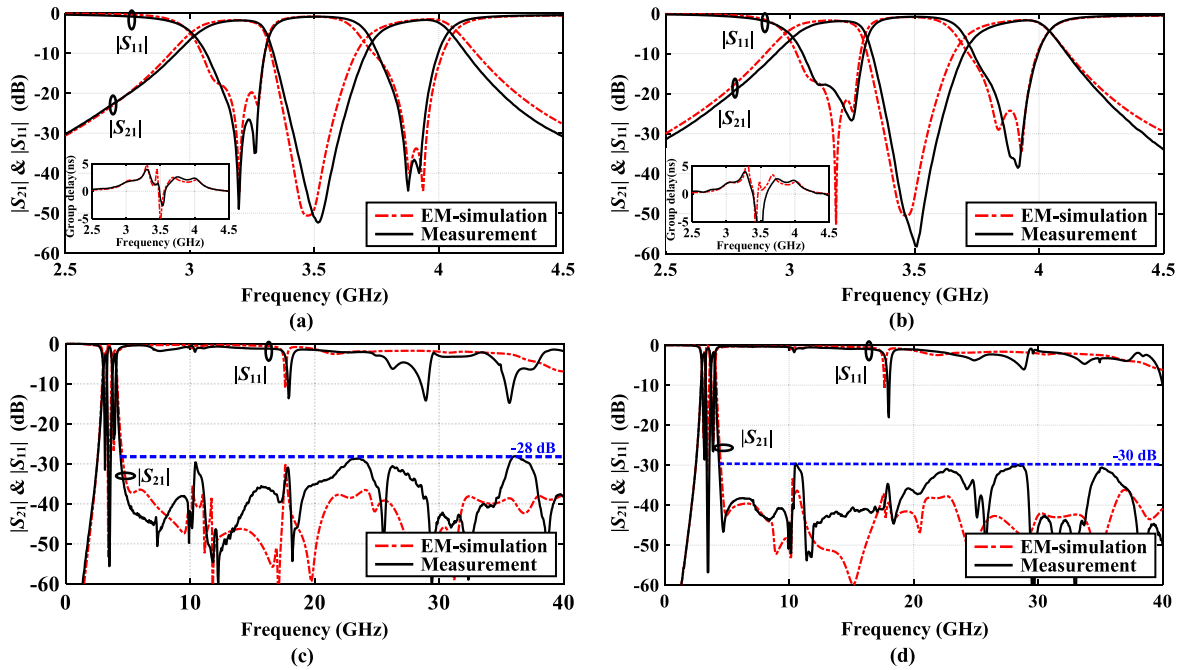 0
-10
-20
-30
-40
-50
-60
|S21| & |S11| (dB)
|S11|
|S21|
5
0
-5
Group delay(ns)
2.5 3 3.5 4 4.5
Frequency (GHz)
EM-simulation
Measurement
2.5 3 3.5 4 4.5
Frequency (GHz)
(a)
0
-10
-20
-30
-40
-50
-60
|S21| & |S11| (dB)
|S11|
|S21|
5
0
-5
Group delay(ns)
2.5 3 3.5 4 4.5
Frequency (GHz)
EM-simulation
Measurement
2.5 3 3.5 4 4.5
Frequency (GHz)
(b)
0
-10
-20
-30
-40
-50
-60
|S21| & |S11| (dB)
|S11|
-28 dB
|S21|
EM-simulation
Measurement
0 10 20 30 40
Frequency (GHz)
(c)
0
-10
-20
-30
-40
-50
-60
|S21| & |S11| (dB)
|S11|
|S21|
-30 dB
EM-simulation
Measurement
0 10 20 30 40
Frequency (GHz)
(d)